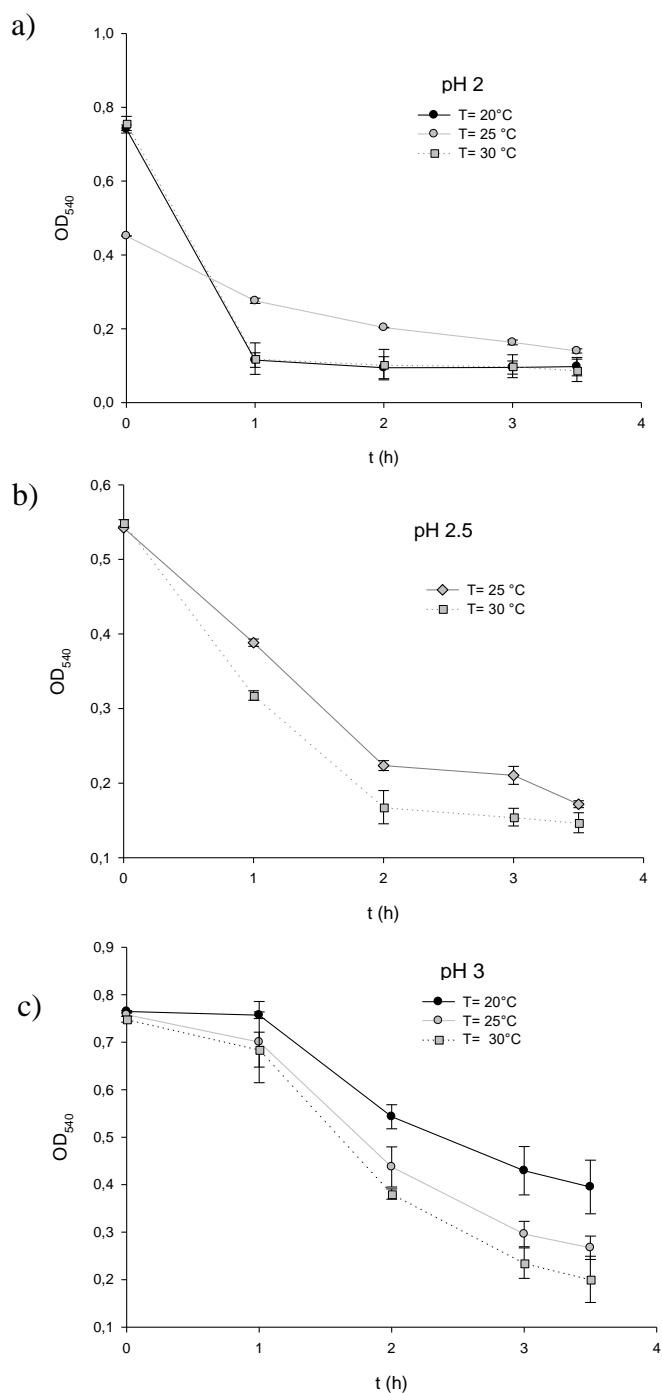 a)
1,0
0,8
0,6
0,4
0,2
0,0
OD540
pH 2
T= 20°C
T= 25 °C
T= 30 °C
0 1 2 3 4
t (h)
b)
0,6
0,5
0,4
0,3
0,2
0,1
OD540
pH 2.5
T= 25 °C
T= 30 °C
0 1 2 3 4
t (h)
c)
0,9
0,8
0,7
0,6
0,5
0,4
0,3
0,2
0,1
OD540
pH 3
T= 20°C
T= 25°C
T= 30°C
0 1 2 3 4
t (h)